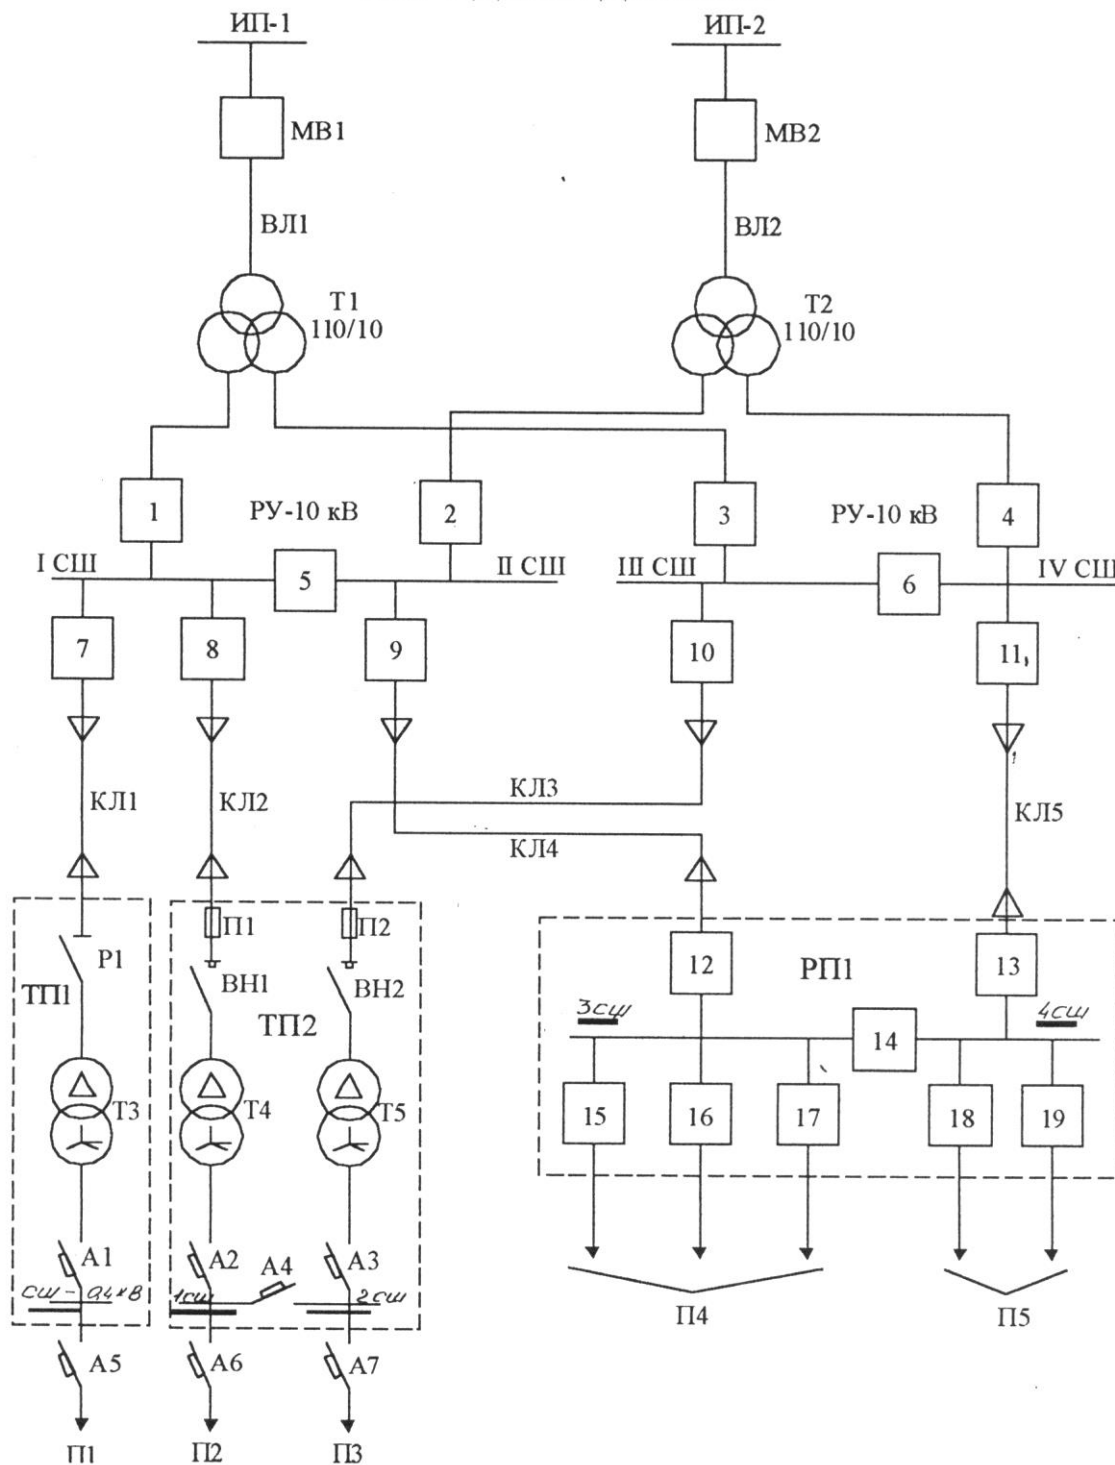 ИП-1
ИП-2
МВ1
МВ2
ВЛ1
ВЛ2
Т1
110/10
Т2
110/10
1
РУ-10 кВ
2
3
РУ-10 кВ
4
I СШ
5
II СШ
III СШ
6
IV СШ
7
8
9
10
11
КЛ1
КЛ2
КЛ3
КЛ4
КЛ5
П1
П2
Р1
ВН1
ВН2
ТП1
ТП2
12
РП1
13
3сш
14
4сш
Т3
Т4
Т5
15
16
17
18
19
А1
А2
А4
А3
сш - 0,4 кВ
1сш
2сш
А5
А6
А7
П4
П5
П1
П2
П3